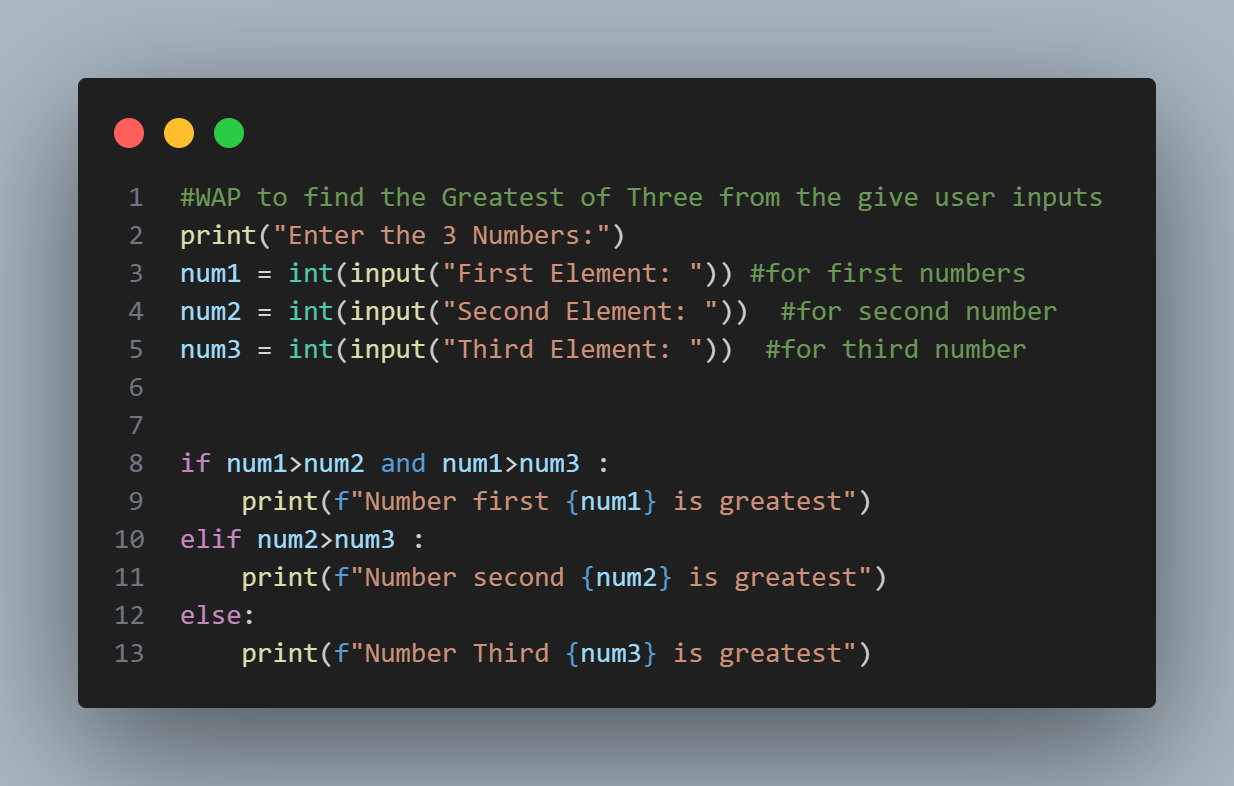 1 #WAP to find the Greatest of Three from the give user inputs
2 print("Enter the 3 Numbers:")
3 num1 = int(input("First Element: ")) #for first numbers
4 num2 = int(input("Second Element: "))  #for second number
5 num3 = int(input("Third Element: "))  #for third number
6
7
8 if num1>num2 and num1>num3 :
9     print(f"Number first {num1} is greatest")
10 elif num2>num3 :
11     print(f"Number second {num2} is greatest")
12 else:
13     print(f"Number Third {num3} is greatest")